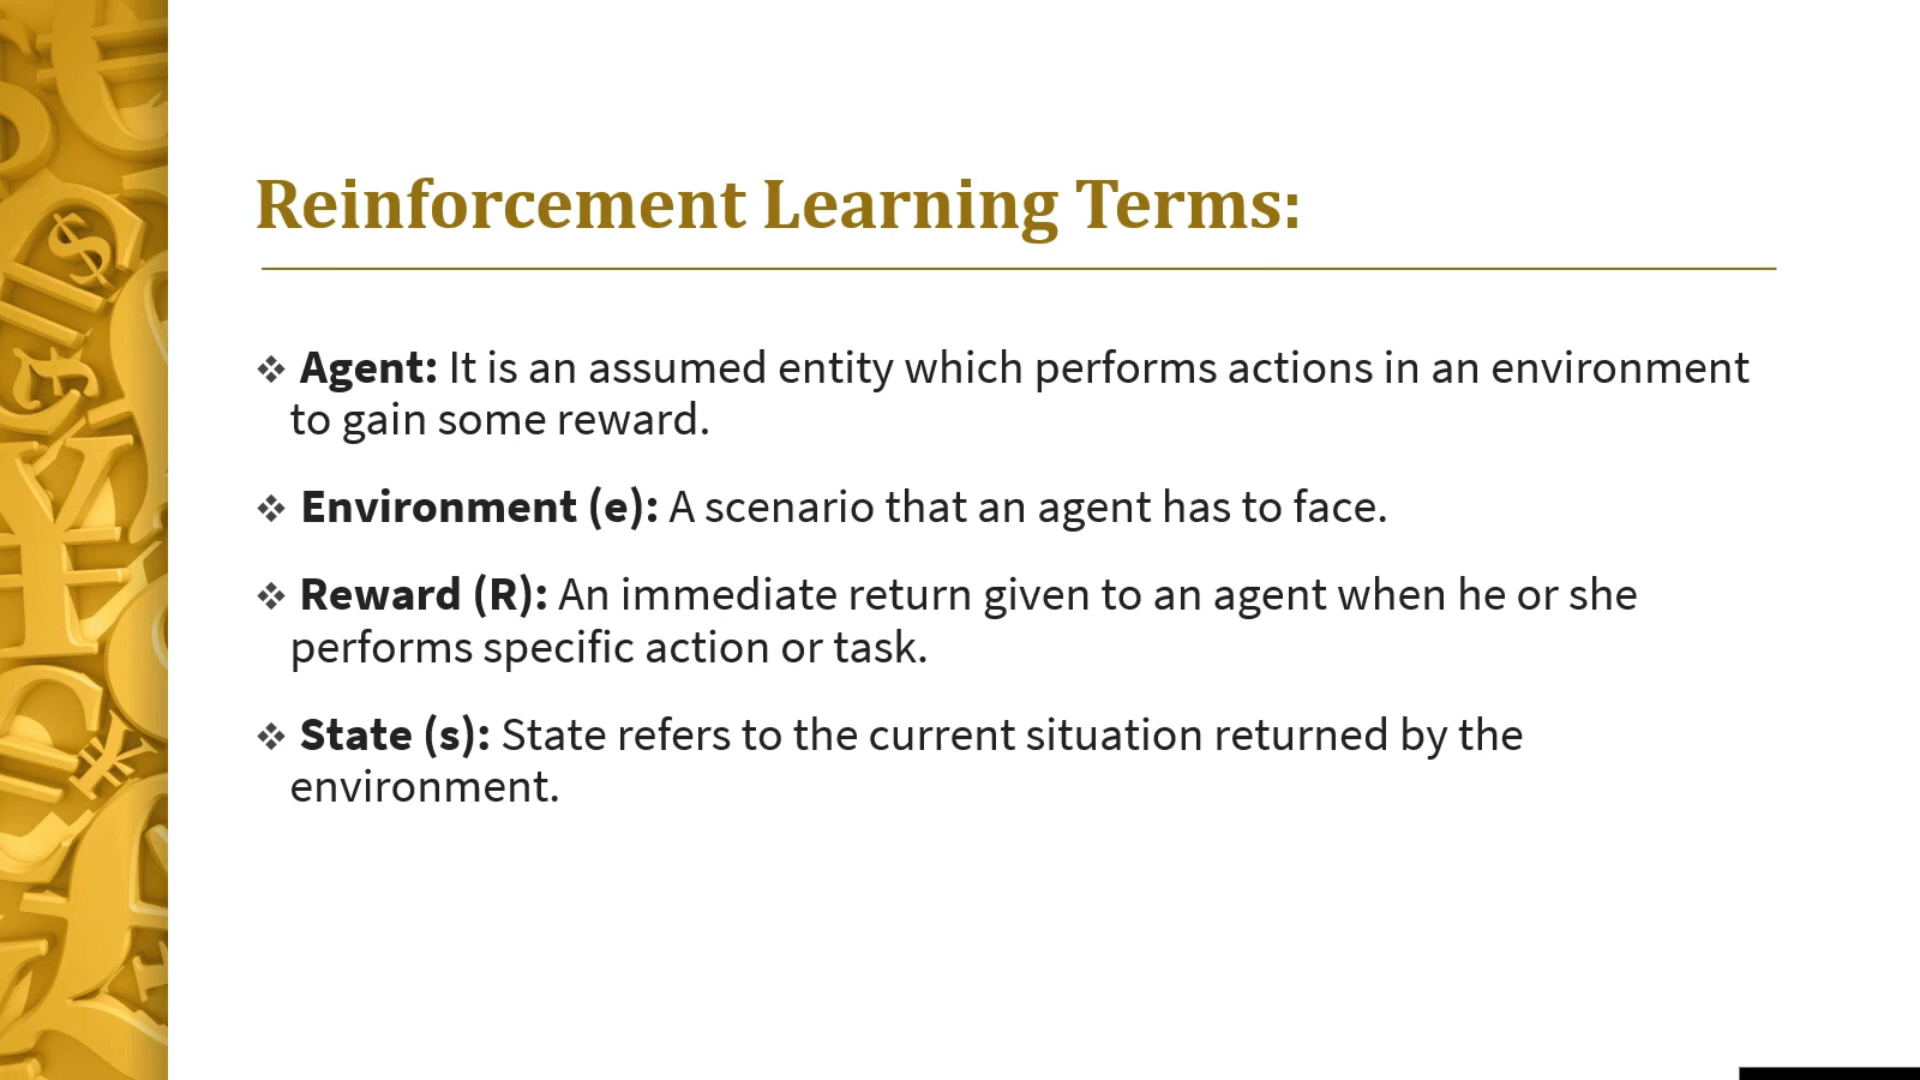 Reinforcement Learning Terms:
❖ Agent: It is an assumed entity which performs actions in an environment
to gain some reward.
❖ Environment (e): A scenario that an agent has to face.
❖ Reward (R): An immediate return given to an agent when he or she
performs specific action or task.
❖ State (s): State refers to the current situation returned by the
environment.